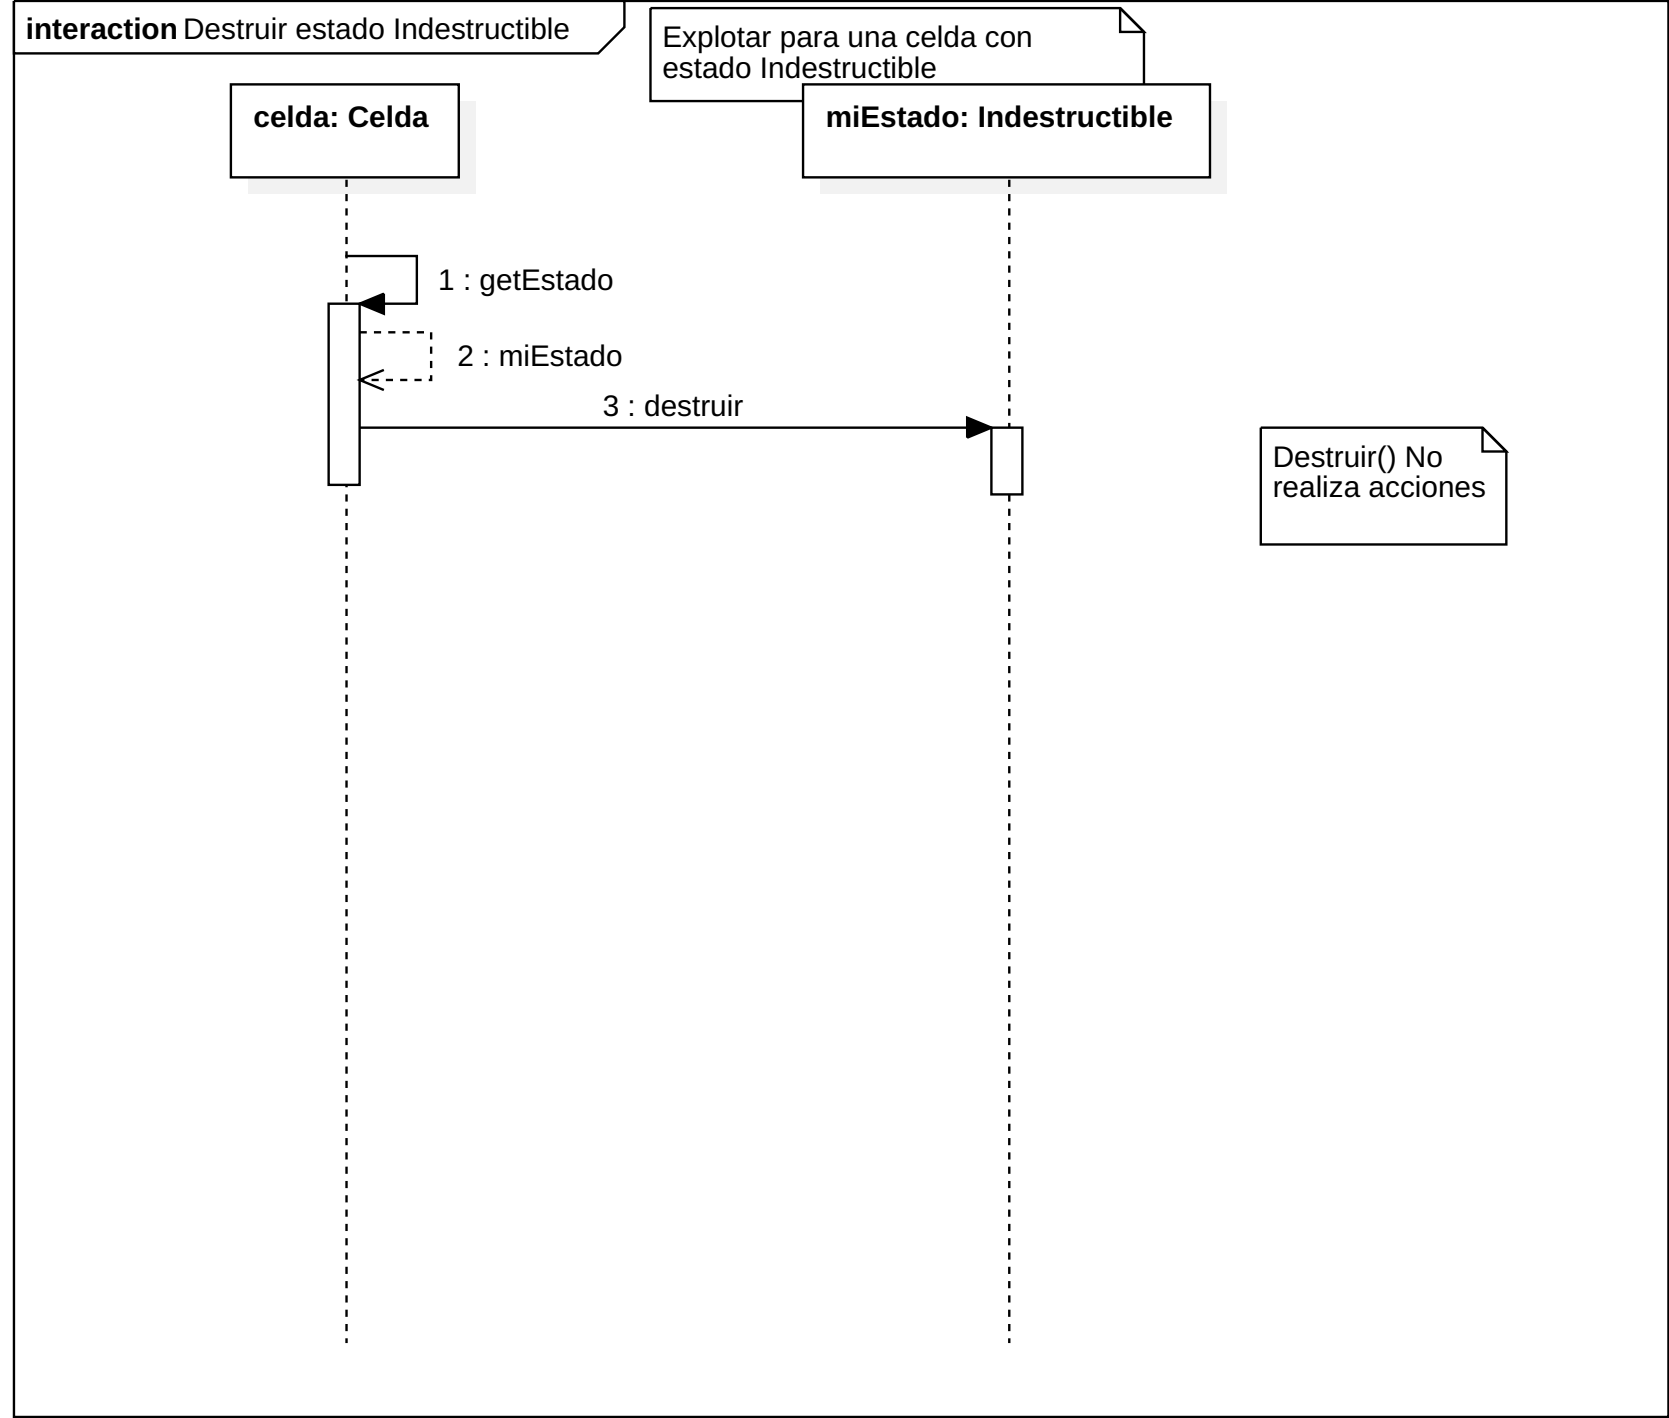 interaction Destruir estado Indestructible
Explotar para una celda con
estado Indestructible
celda: Celda
miEstado: Indestructible
1 : getEstado
2 : miEstado
3 : destruir
Destruir() No
realiza acciones